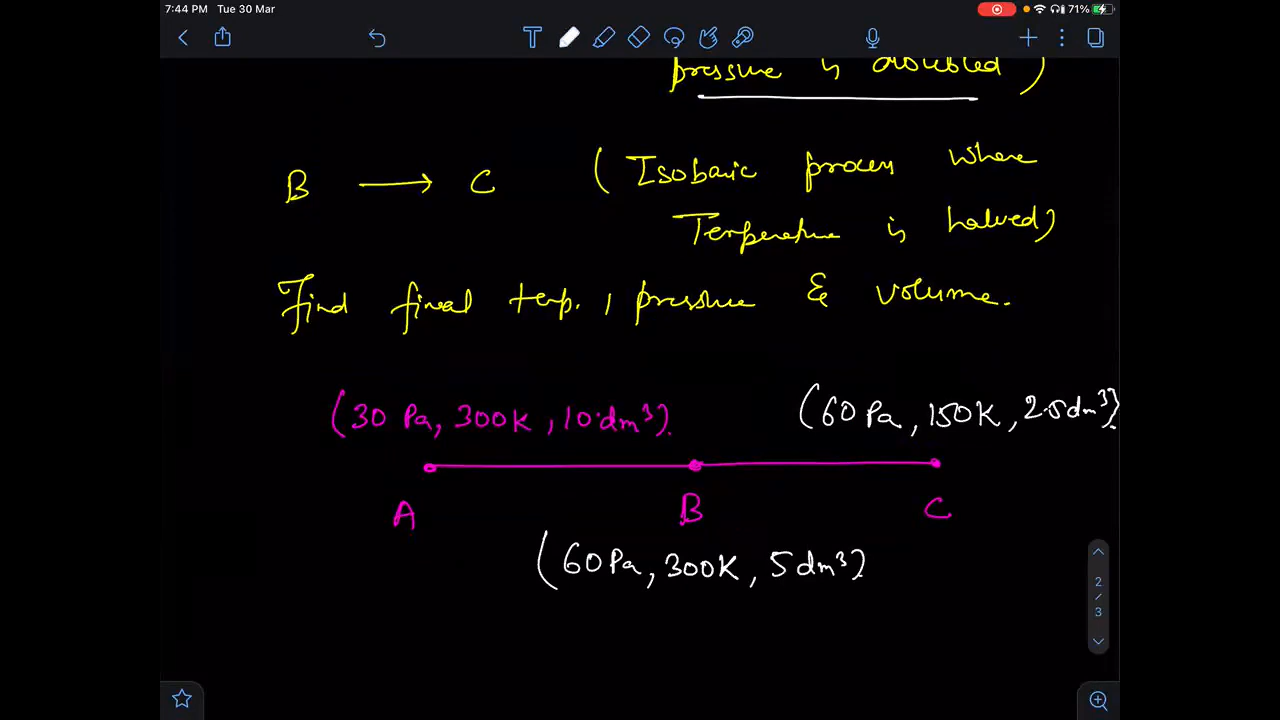 7:44 PM Tue 30 Mar
71%
pressure is doubled)
B → C (Isobaric process where
Temperature is halved)
Find final temp., pressure & volume.
(30 Pa, 300K, 10 dm³)
(60 Pa, 150K, 2.5 dm³)
A B C
(60 Pa, 300K, 5 dm³)
2
/
3